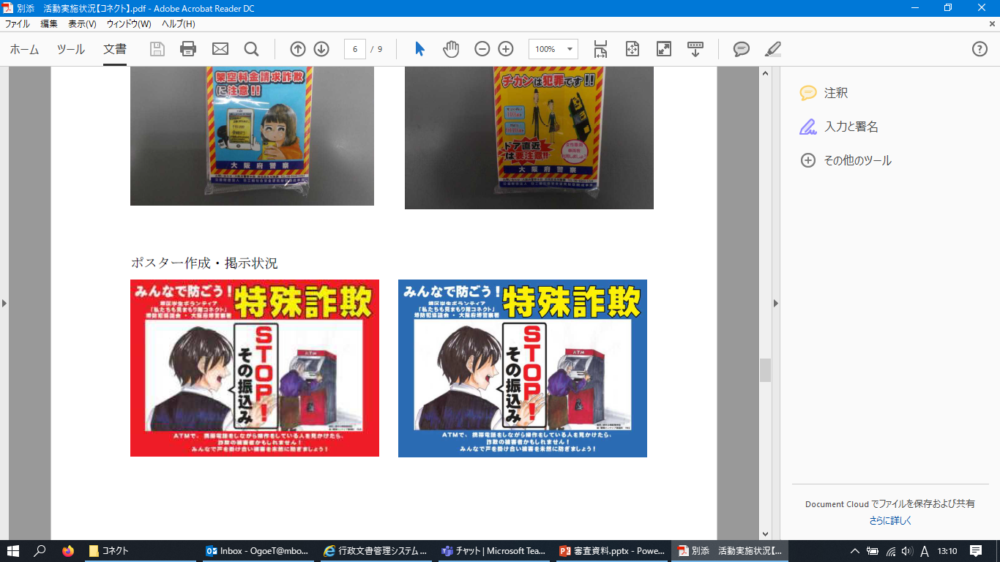 別添　活動実施状況【コネクト】.pdf - Adobe Acrobat Reader DC
ファイル 編集 表示(V) ウィンドウ(W) ヘルプ(H)
ホーム ツール 文書 6 / 9 100%
注釈
入力と署名
その他のツール
架空料金請求詐欺
に注意!!
大阪府警察
チカンは犯罪です!!
ドア直近
は要注意!!
大阪府警察
ポスター作成・掲示状況
みんなで防ごう！特殊詐欺
堺区学生ボランティア
「私たちも見まもり隊コネクト」
堺防犯協議会 ・ 大阪府堺警察署
STOP!
その振込み
ATM
ATMで、携帯電話をしながら操作をしている人を見かけたら、
詐欺の被害者かもしれません！
みんなで声を掛け合い被害を未然に防ぎましょう！
みんなで防ごう！特殊詐欺
堺区学生ボランティア
「私たちも見まもり隊コネクト」
堺防犯協議会 ・ 大阪府堺警察署
STOP!
その振込み
ATM
ATMで、携帯電話をしながら操作をしている人を見かけたら、
詐欺の被害者かもしれません！
みんなで声を掛け合い被害を未然に防ぎましょう！
Document Cloud でファイルを保存および共有
さらに詳しく
コネクト
Inbox - OgoeT@mbo...
行政文書管理システム ...
チャット | Microsoft Tea...
審査資料.pptx - Powe...
別添　活動実施状況【...
A 13:10